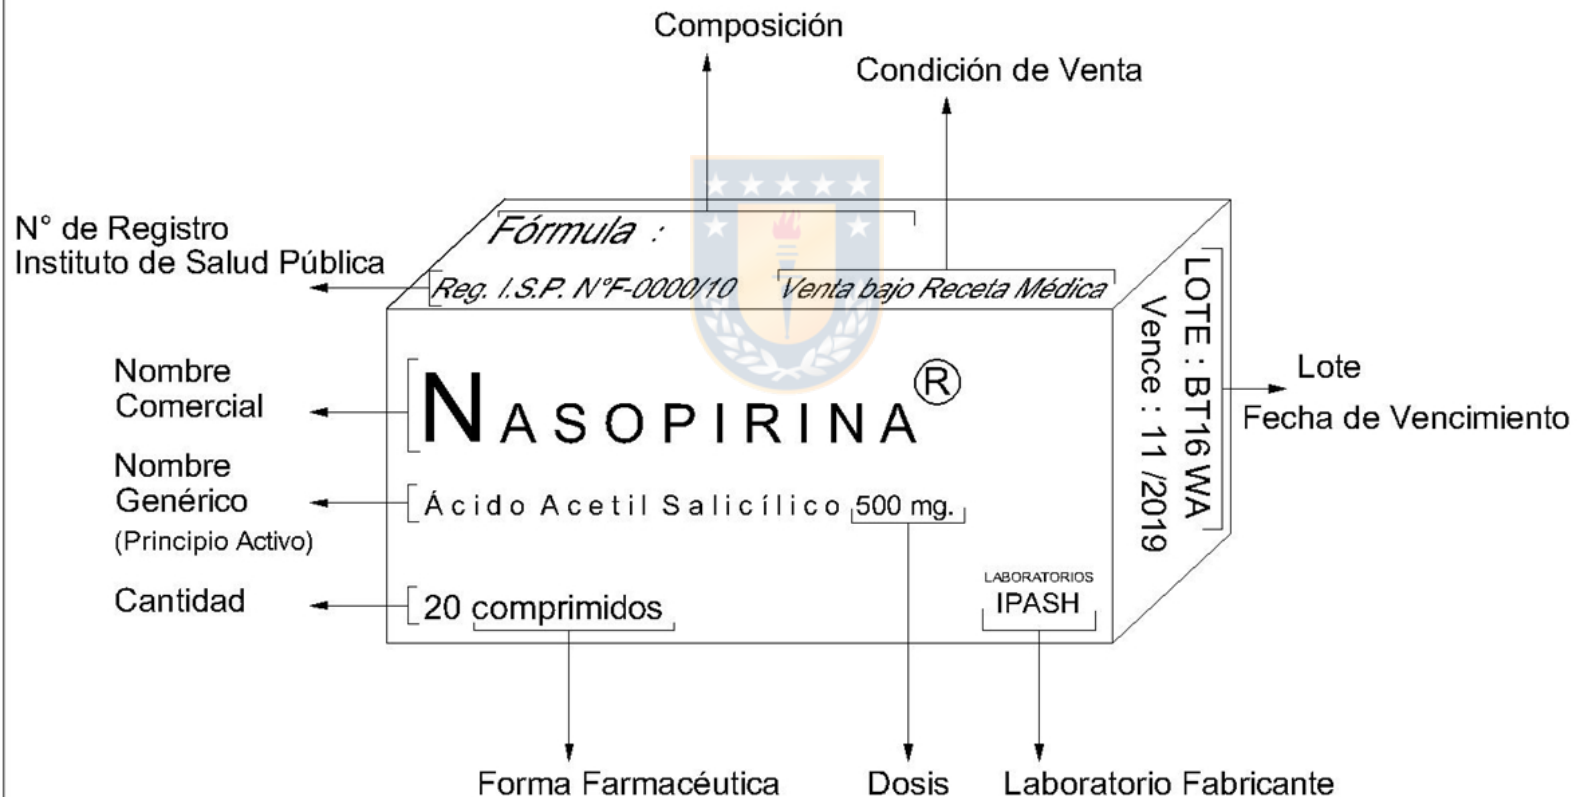 Composición
Condición de Venta
N° de Registro
Instituto de Salud Pública
Fórmula :
Reg. I.S.P. N°F-0000/10
Venta bajo Receta Médica
LOTE : BT16 WA
Vence : 11 /2019
Lote
Fecha de Vencimiento
Nombre
Comercial
NASOPIRINA®
Nombre
Genérico
(Principio Activo)
Ácido Acetil Salicílico 500 mg.
Cantidad
20 comprimidos
LABORATORIOS
IPASH
Forma Farmacéutica
Dosis
Laboratorio Fabricante